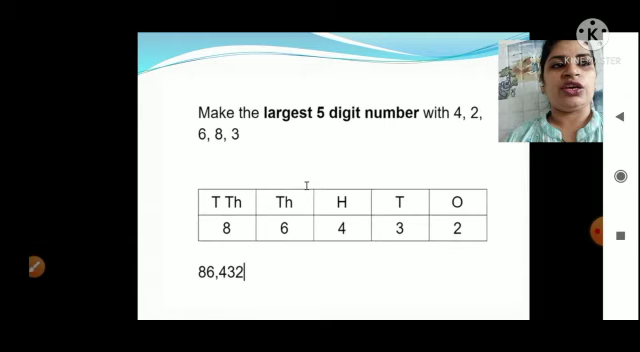 K
KINEMASTER
Make the largest 5 digit number with 4, 2,
6, 8, 3
T Th Th H T O
8 6 4 3 2
86,432